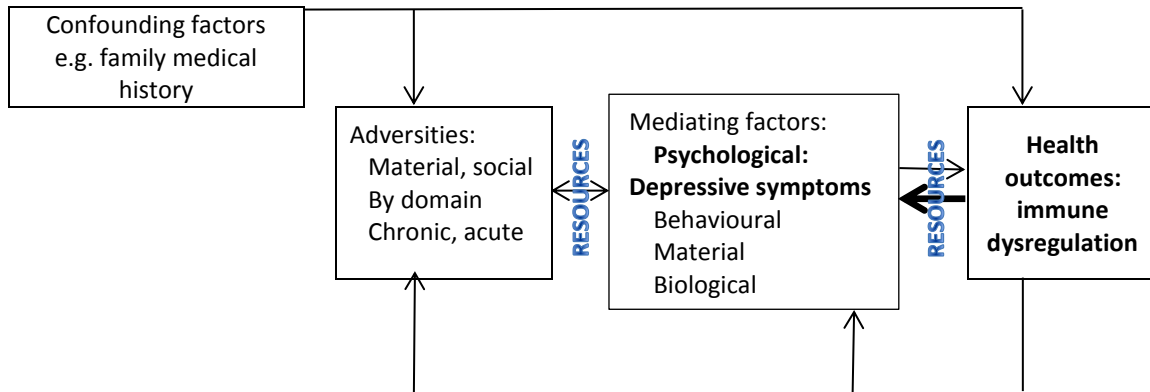 Confounding factors
e.g. family medical
history
Adversities:
Material, social
By domain
Chronic, acute
RESOURCES
Mediating factors:
Psychological:
Depressive symptoms
Behavioural
Material
Biological
RESOURCES
Health
outcomes:
immune
dysregulation